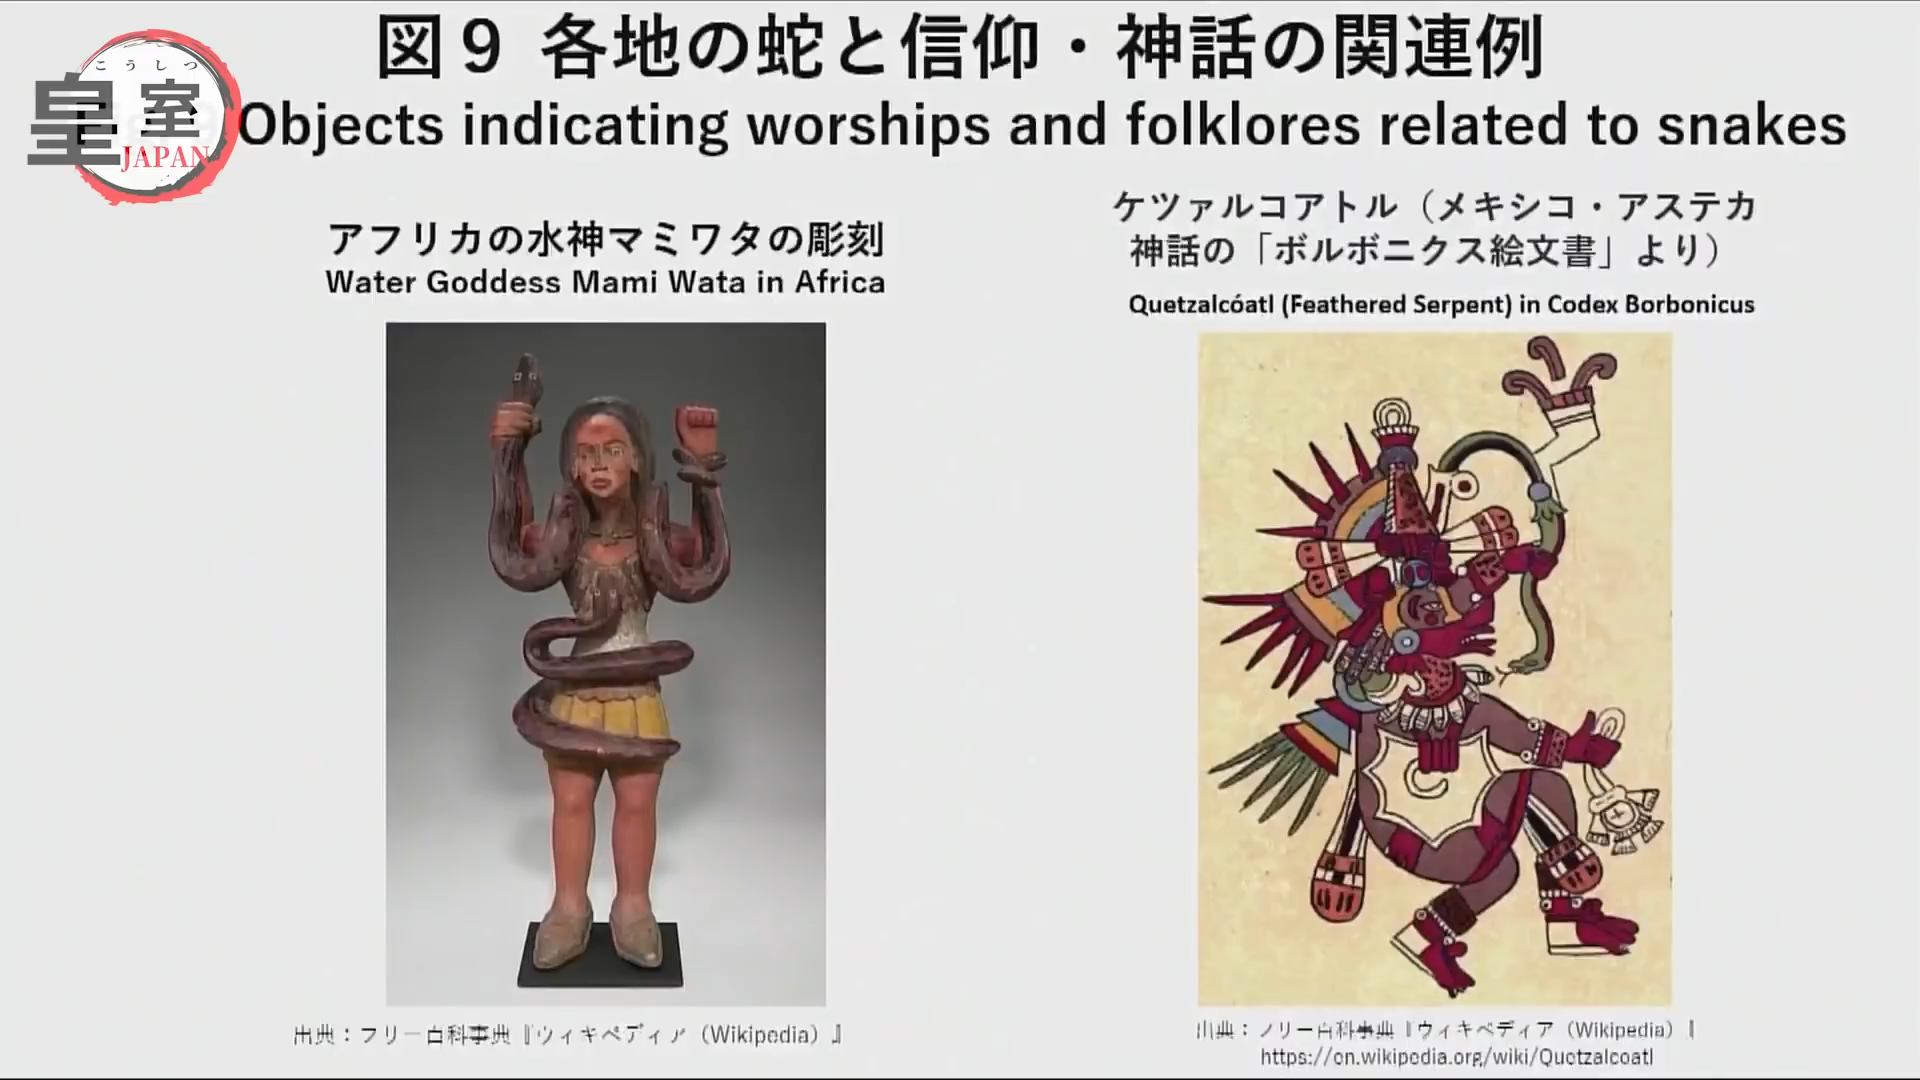 図9 各地の蛇と信仰・神話の関連例
Objects indicating worships and folklores related to snakes
こうしつ
皇室
JAPAN
アフリカの水神マミワタの彫刻
Water Goddess Mami Wata in Africa
ケツァルコアトル（メキシコ・アステカ
神話の「ボルボニクス絵文書」より）
Quetzalcóatl (Feathered Serpent) in Codex Borbonicus
出典：フリー百科事典『ウィキペディア（Wikipedia）』
出典：フリー百科事典『ウィキペディア（Wikipedia）』
https://en.wikipedia.org/wiki/Quetzalcoatl